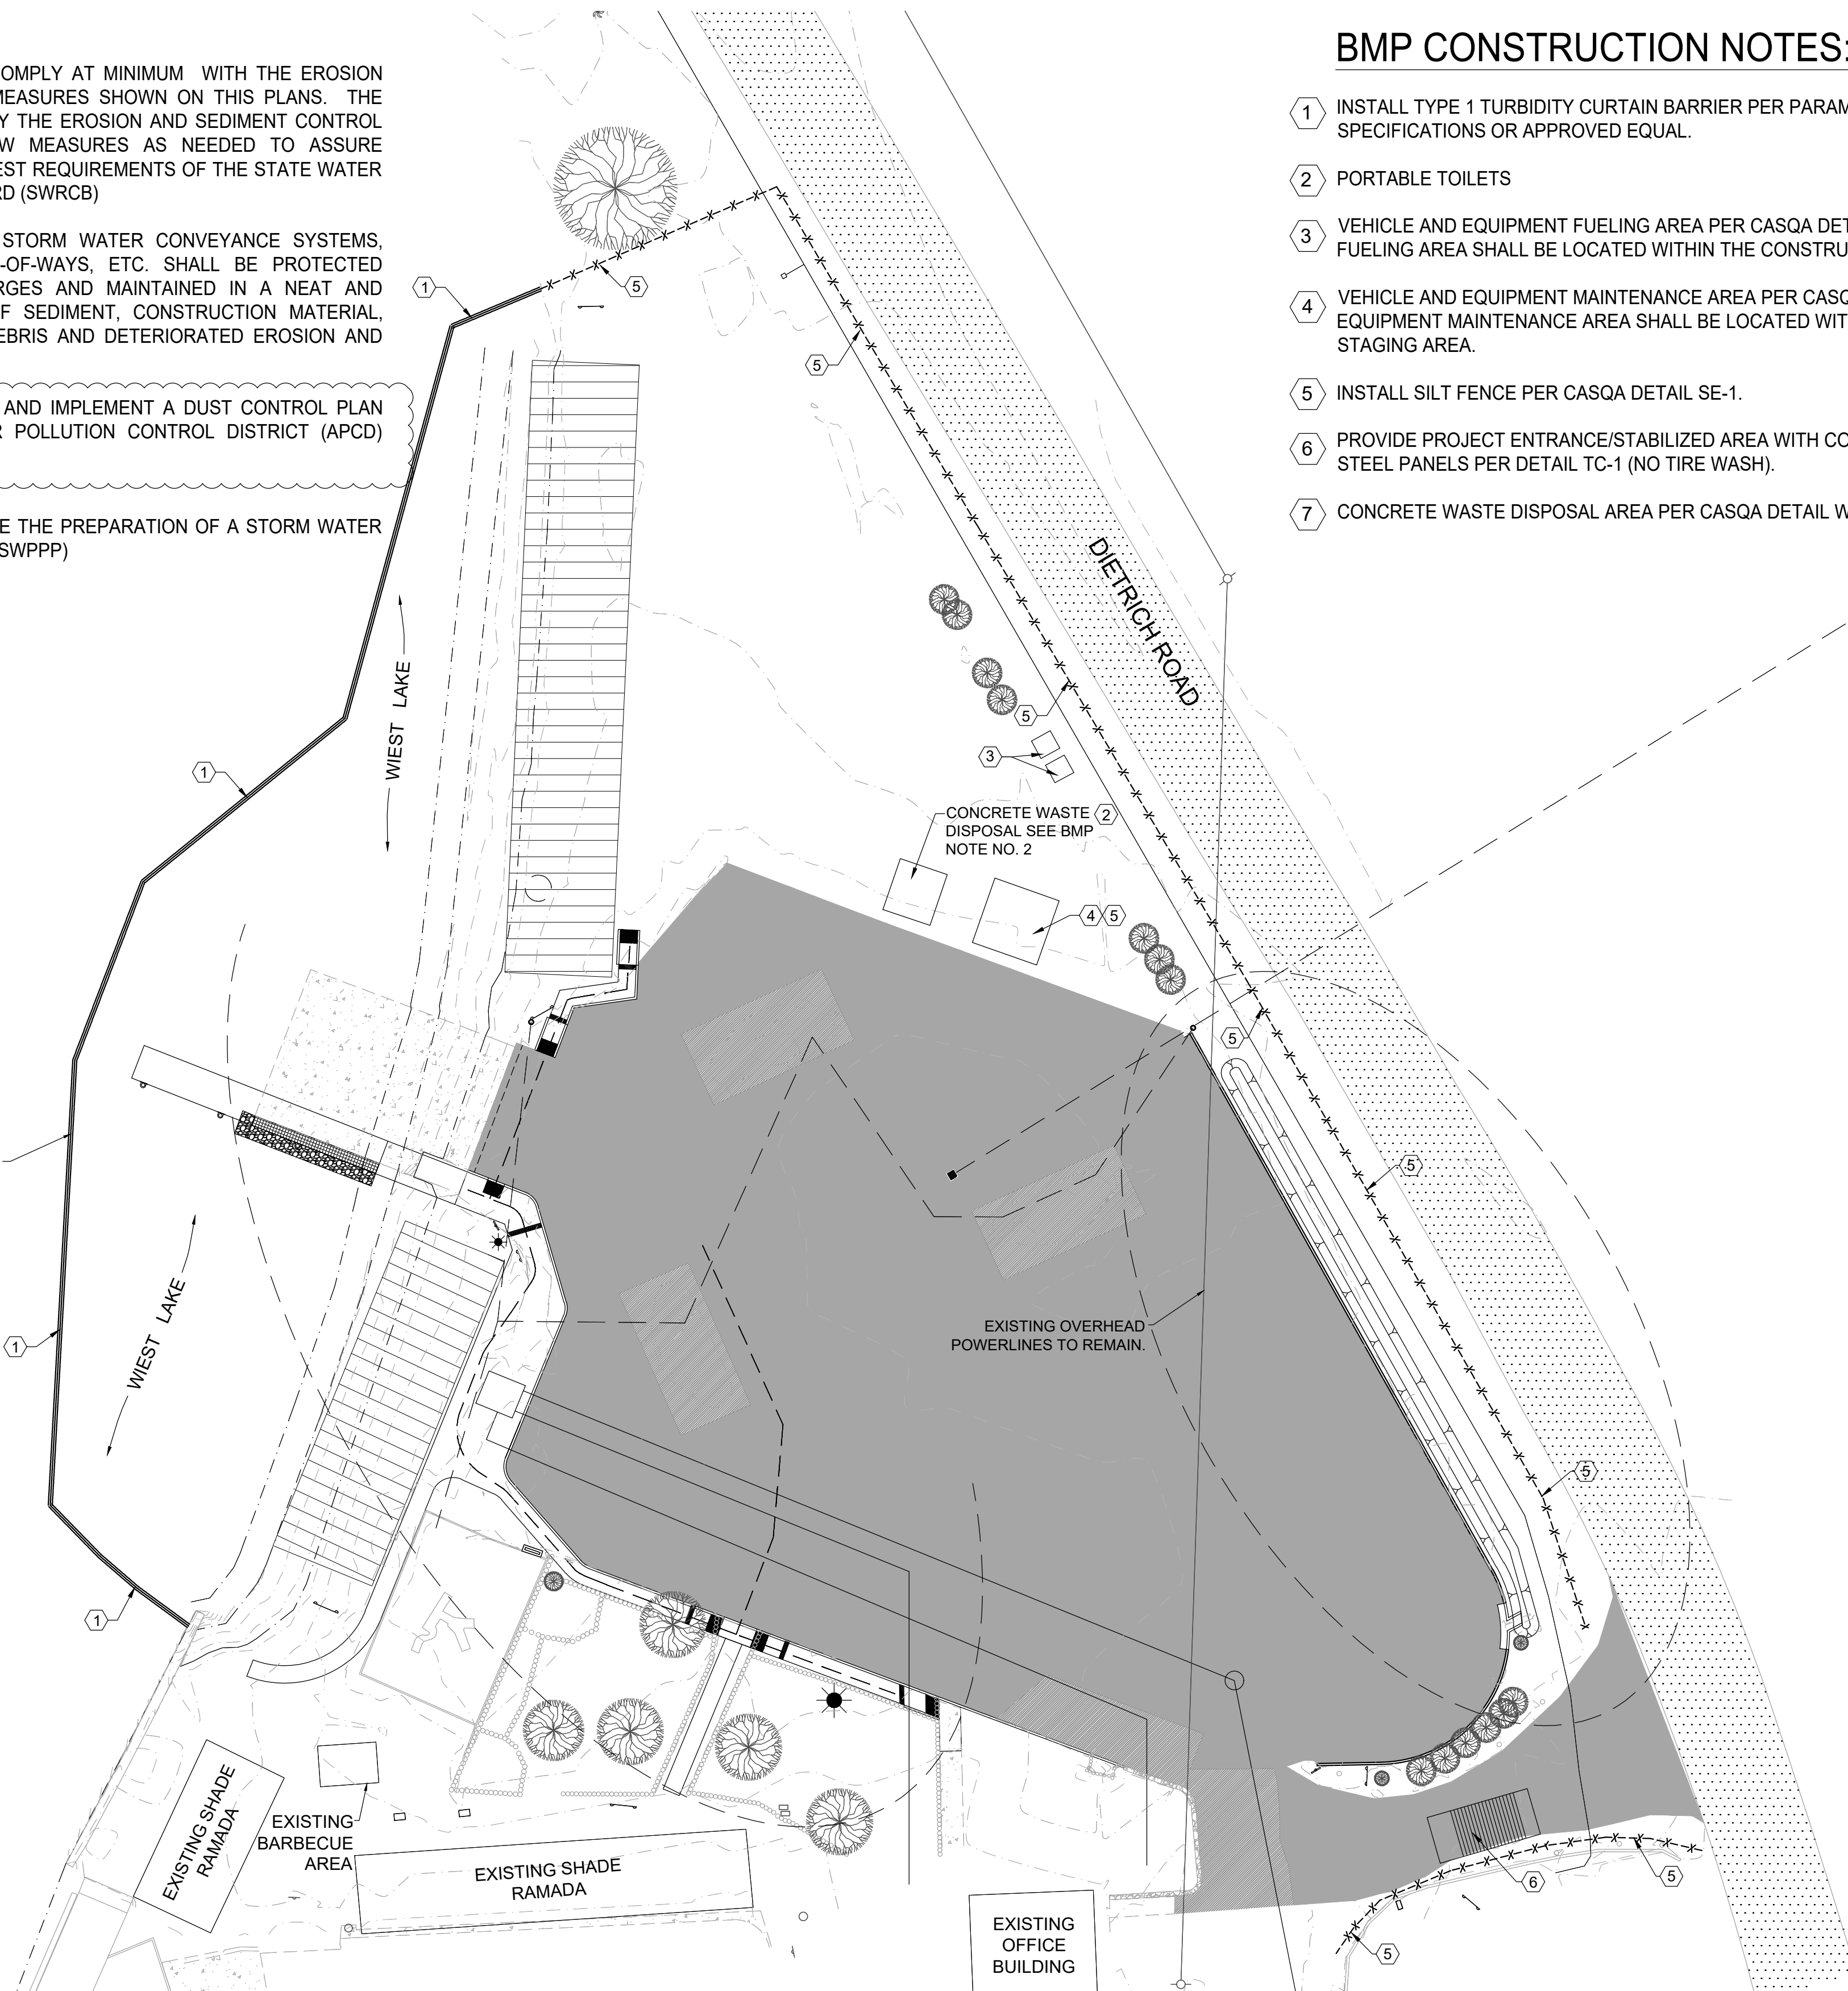 OMPLY AT MINIMUM WITH THE EROSION
MEASURES SHOWN ON THIS PLANS. THE
Y THE EROSION AND SEDIMENT CONTROL
W MEASURES AS NEEDED TO ASSURE
EST REQUIREMENTS OF THE STATE WATER
RD (SWRCB)
STORM WATER CONVEYANCE SYSTEMS,
-OF-WAYS, ETC. SHALL BE PROTECTED
RGES AND MAINTAINED IN A NEAT AND
F SEDIMENT, CONSTRUCTION MATERIAL,
EBRIS AND DETERIORATED EROSION AND
AND IMPLEMENT A DUST CONTROL PLAN
R POLLUTION CONTROL DISTRICT (APCD)
E THE PREPARATION OF A STORM WATER
(SWPPP)
BMP CONSTRUCTION NOTES:
1 INSTALL TYPE 1 TURBIDITY CURTAIN BARRIER PER PARAM
SPECIFICATIONS OR APPROVED EQUAL.
2 PORTABLE TOILETS
3 VEHICLE AND EQUIPMENT FUELING AREA PER CASQA DET
FUELING AREA SHALL BE LOCATED WITHIN THE CONSTRU
4 VEHICLE AND EQUIPMENT MAINTENANCE AREA PER CASQ
EQUIPMENT MAINTENANCE AREA SHALL BE LOCATED WIT
STAGING AREA.
5 INSTALL SILT FENCE PER CASQA DETAIL SE-1.
6 PROVIDE PROJECT ENTRANCE/STABILIZED AREA WITH CO
STEEL PANELS PER DETAIL TC-1 (NO TIRE WASH).
7 CONCRETE WASTE DISPOSAL AREA PER CASQA DETAIL W
1
5
5
DIETRICH ROAD
WIEST LAKE
5
3
1
CONCRETE WASTE 2
DISPOSAL SEE BMP
NOTE NO. 2
4 5
5
5
WIEST LAKE
1
EXISTING OVERHEAD
POWERLINES TO REMAIN.
5
1
EXISTING SHADE
RAMADA
EXISTING
BARBECUE
AREA
EXISTING SHADE
RAMADA
EXISTING
OFFICE
BUILDING
6
5
5